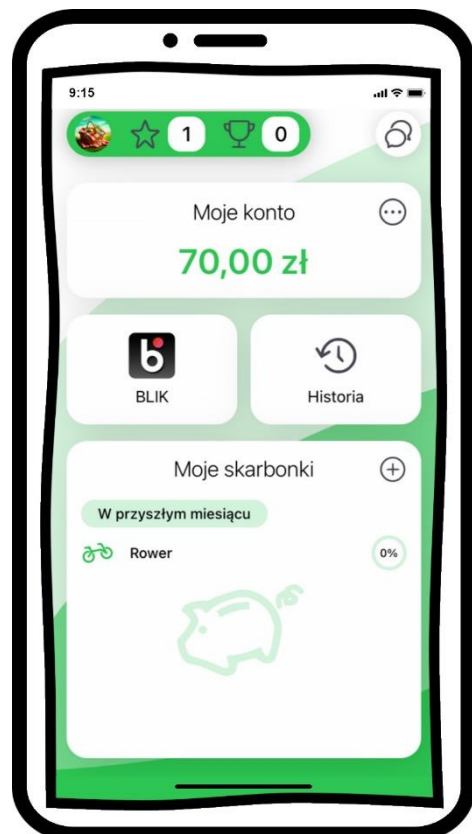 9:15
1 0
Moje konto
70,00 zł
BLIK Historia
Moje skarbonki
W przyszłym miesiącu
Rower 0%